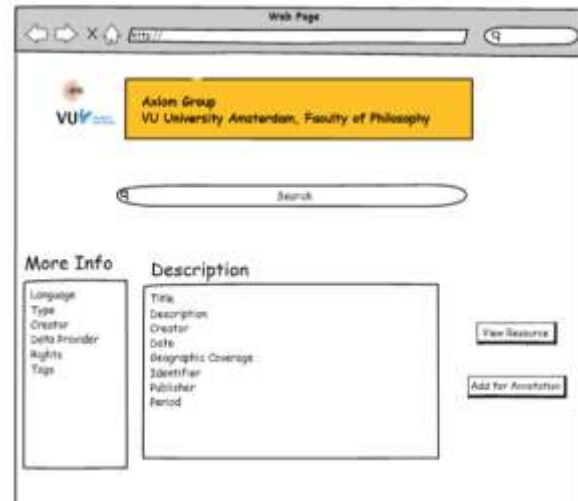 Web Page
http://
Axiom Group
VU University Amsterdam, Faculty of Philosophy
VU
Search
More Info
Language
Type
Creator
Data Provider
Rights
Tags
Description
Title
Description
Creator
Date
Geographic Coverage
Identifier
Publisher
Period
View Resource
Add for Annotation